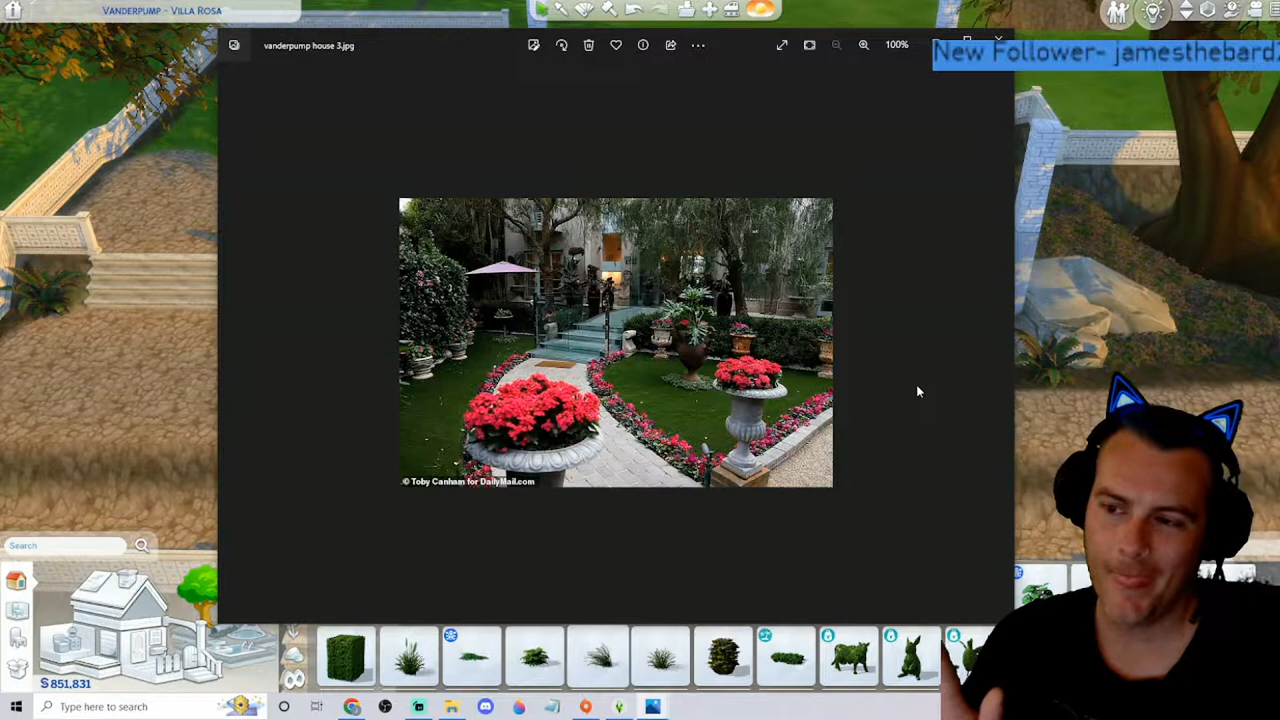 VANDERPUMP - VILLA ROSA
vanderpump house 3.jpg
100%
New Follower- jamesthebard
© Toby Canham for DailyMail.com
Search
$851,831
Type here to search